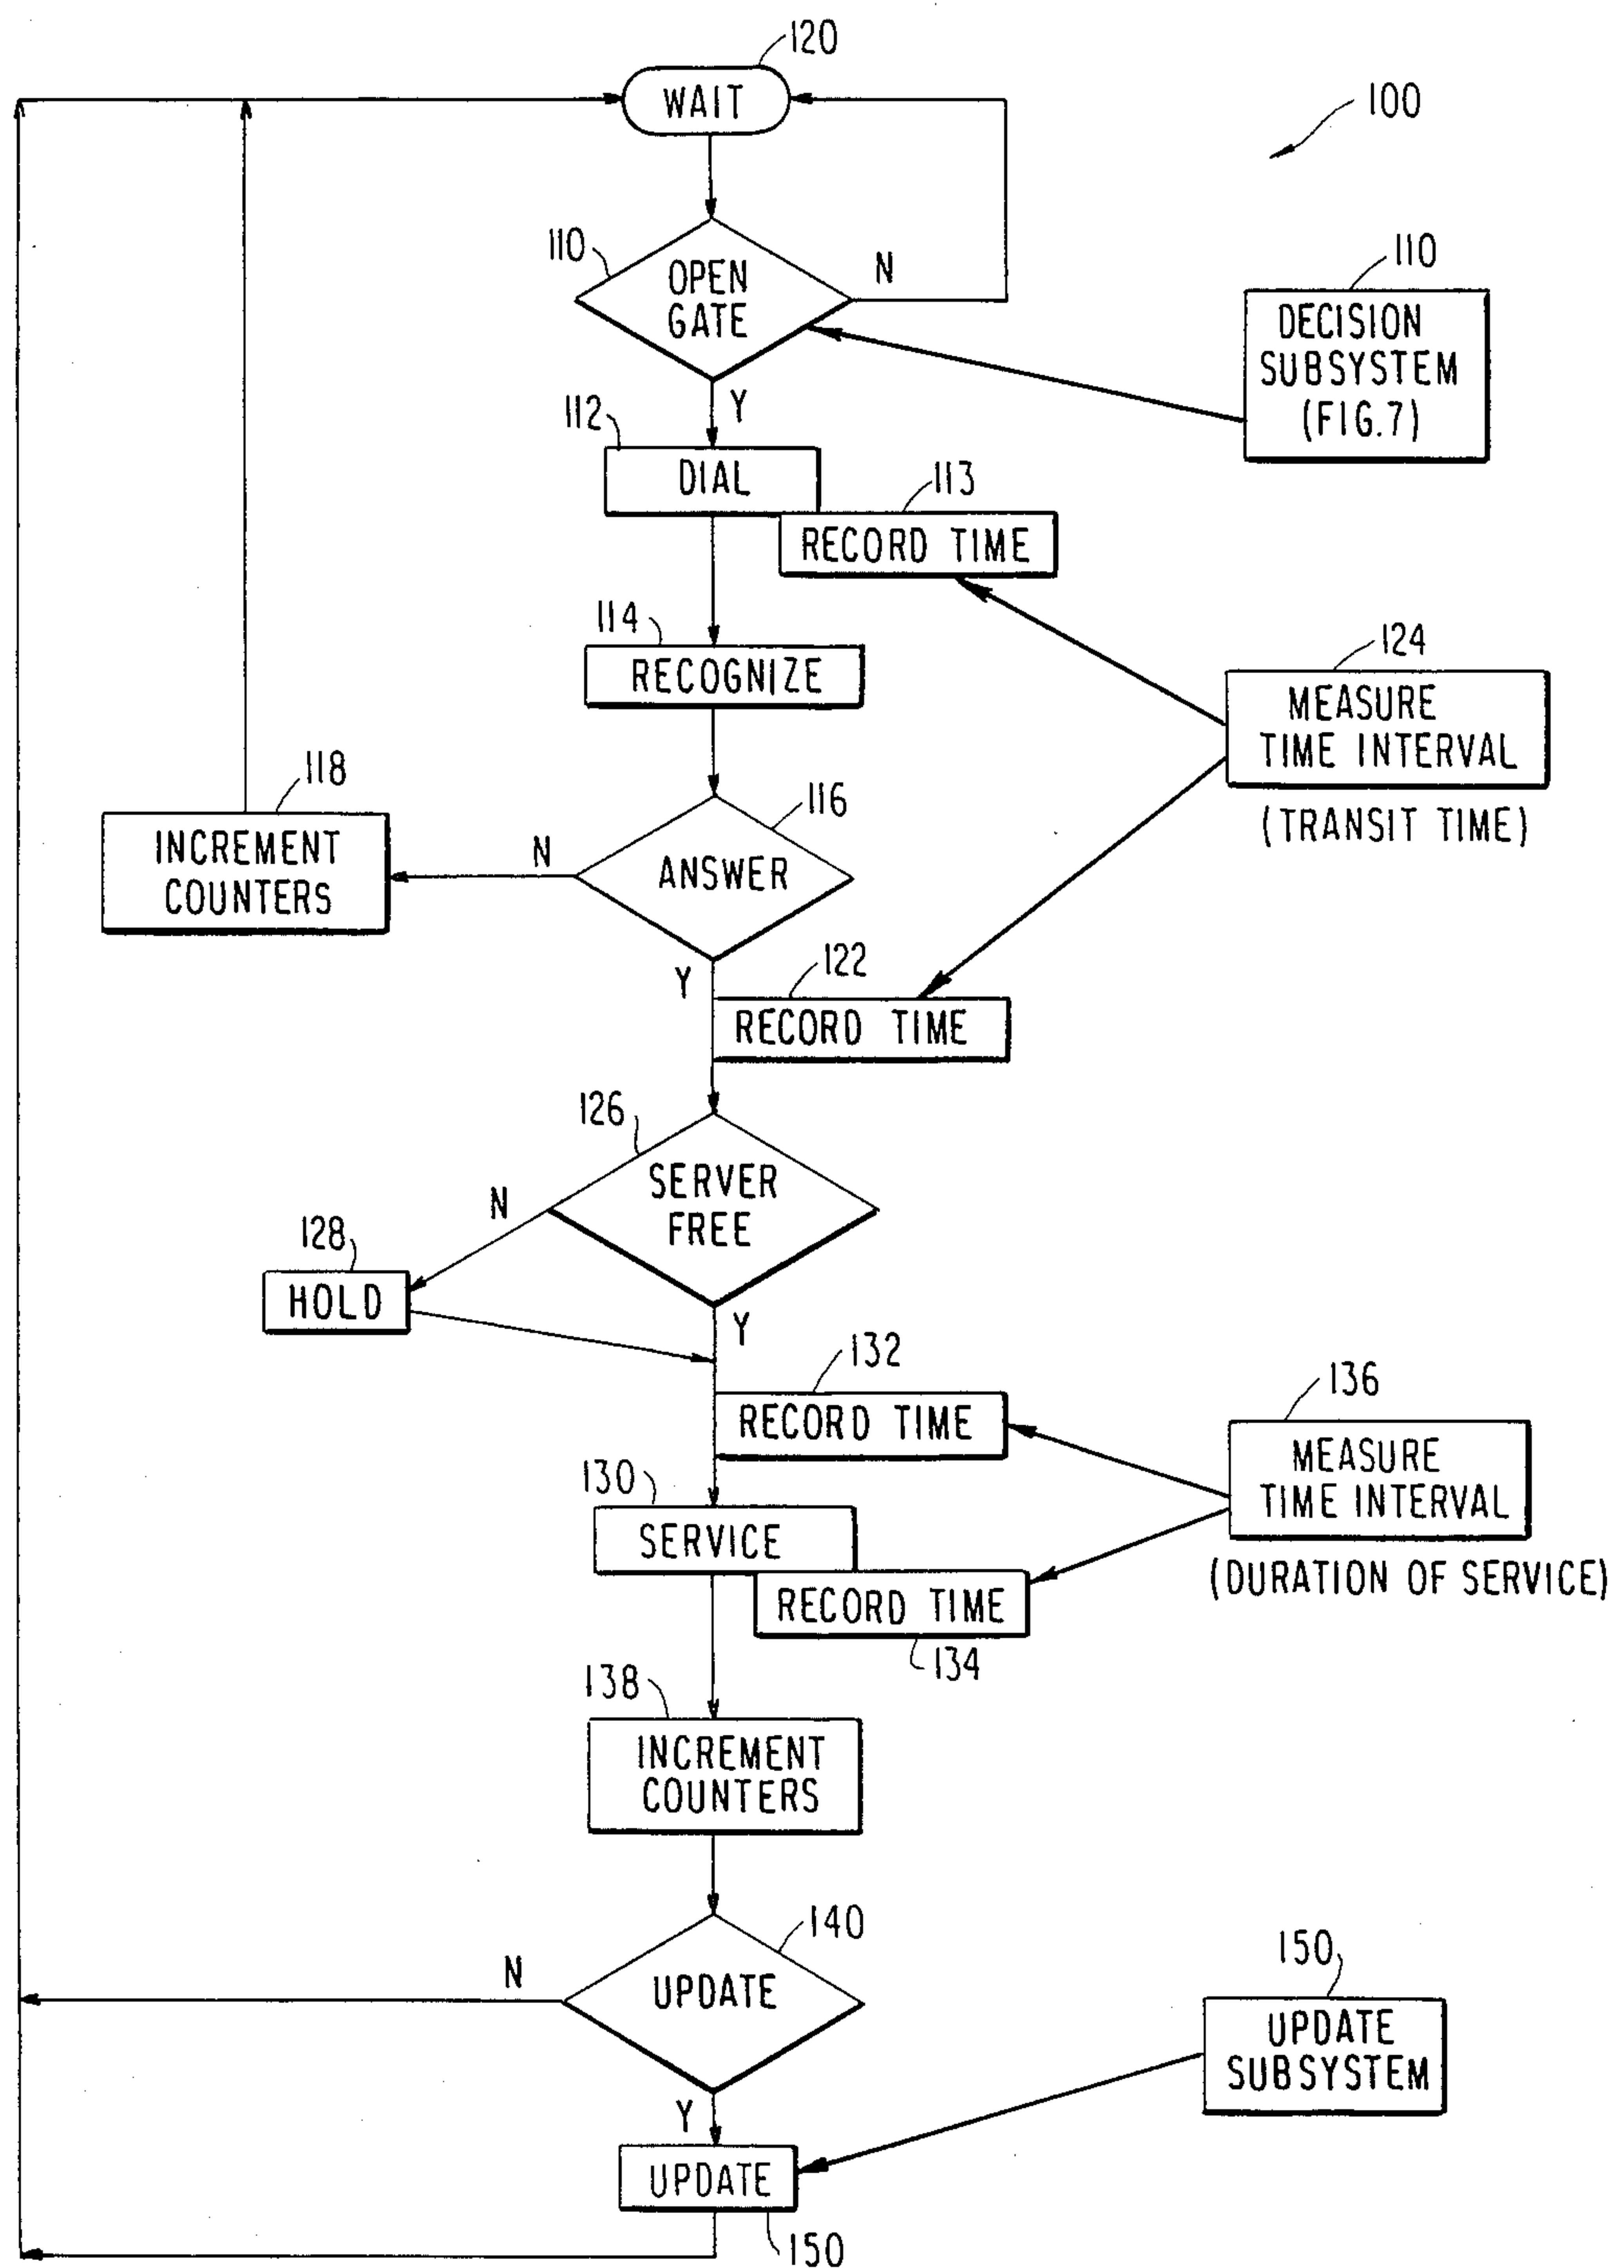 120
WAIT
100
110
OPEN
GATE
N
110
DECISION
SUBSYSTEM
(FIG.7)
Y
112
DIAL
113
RECORD TIME
114
RECOGNIZE
124
MEASURE
TIME INTERVAL
(TRANSIT TIME)
118
INCREMENT
COUNTERS
N
116
ANSWER
Y
122
RECORD TIME
126
SERVER
FREE
N
128
HOLD
Y
132
RECORD TIME
136
MEASURE
TIME INTERVAL
(DURATION OF SERVICE)
130
SERVICE
RECORD TIME
134
138
INCREMENT
COUNTERS
140
UPDATE
N
150
UPDATE
SUBSYSTEM
Y
UPDATE
150